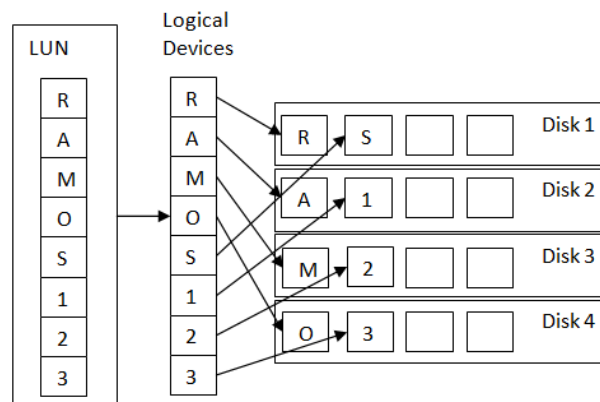 LUN
R
A
M
O
S
1
2
3
Logical
Devices
R
A
M
O
S
1
2
3
R S Disk 1
A 1 Disk 2
M 2 Disk 3
O 3 Disk 4